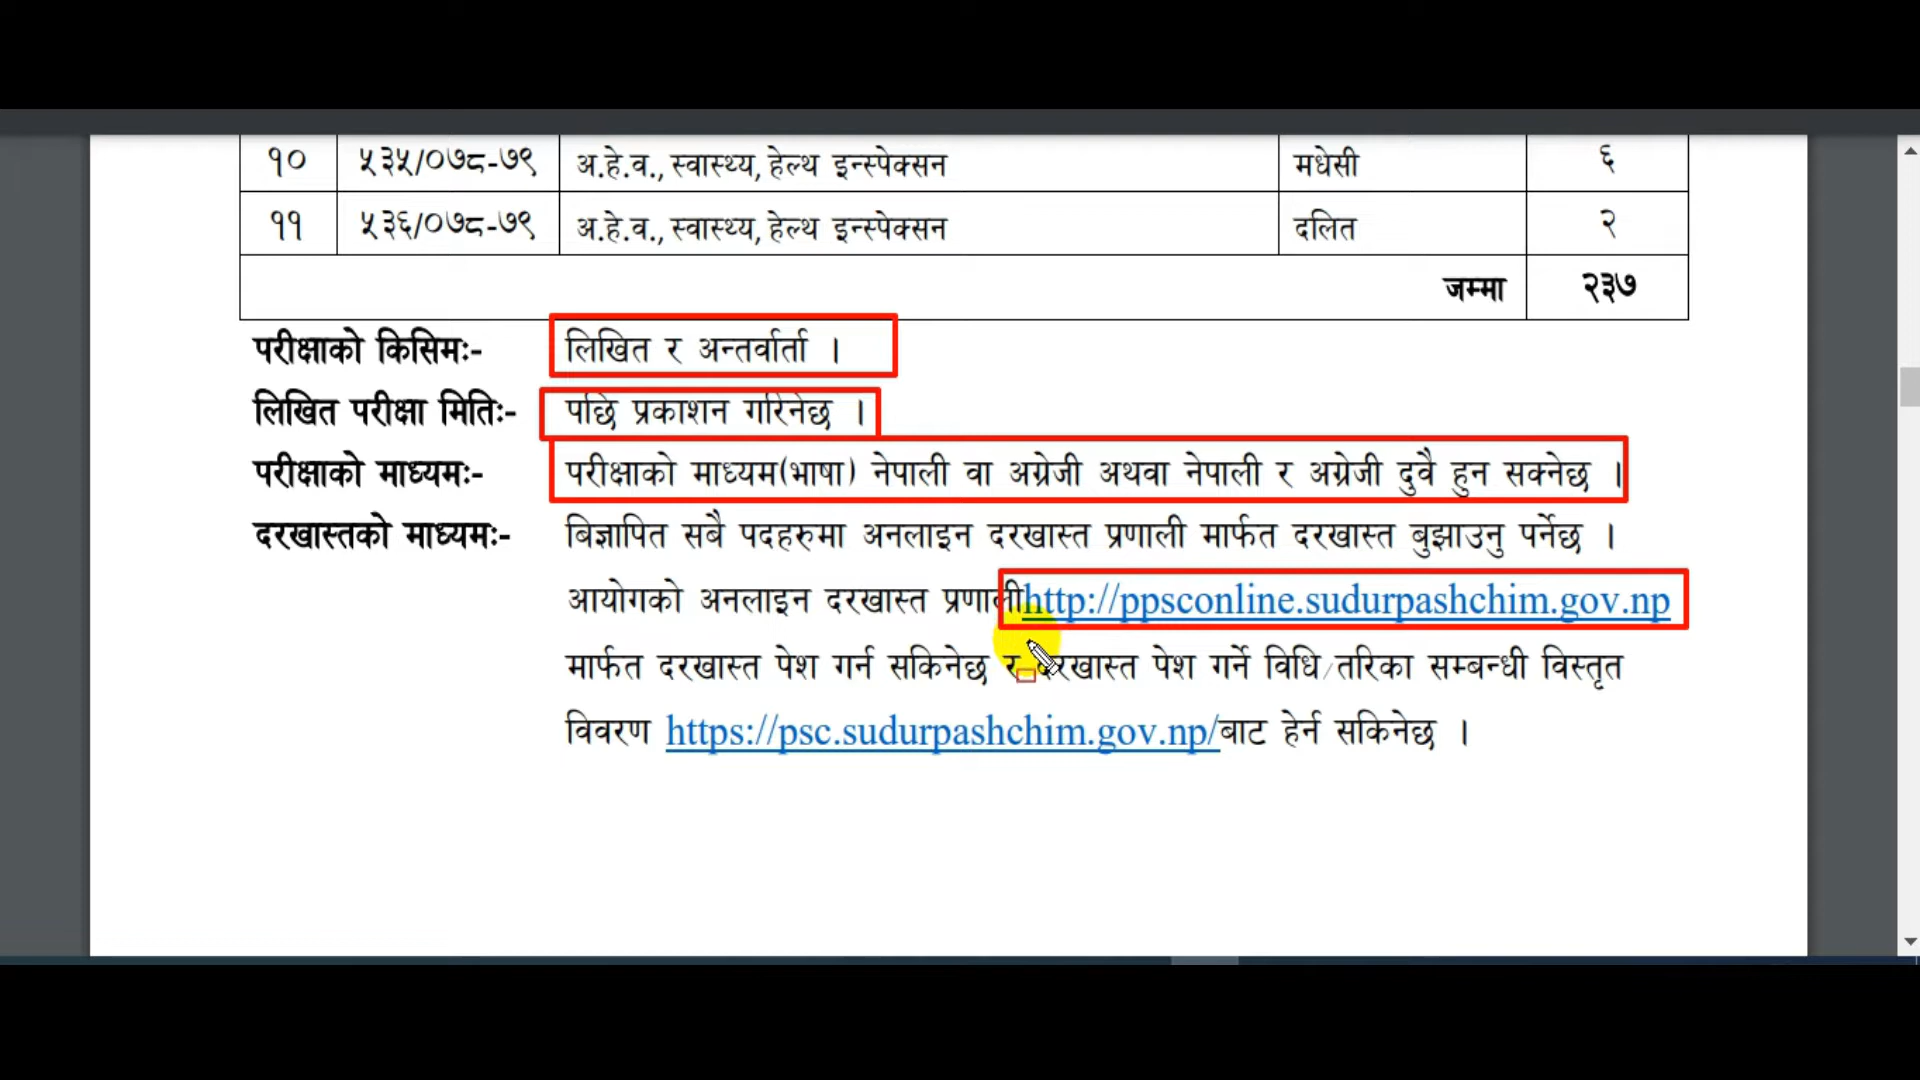 १० ५३५/०७८-७९ अ.हे.व., स्वास्थ्य, हेल्थ इन्स्पेक्सन मधेसी ६
११ ५३६/०७८-७९ अ.हे.व., स्वास्थ्य, हेल्थ इन्स्पेक्सन दलित २
जम्मा २३७
परीक्षाको किसिमः- लिखित र अन्तर्वार्ता ।
लिखित परीक्षा मितिः- पछि प्रकाशन गरिनेछ ।
परीक्षाको माध्यमः- परीक्षाको माध्यम(भाषा) नेपाली वा अग्रेजी अथवा नेपाली र अग्रेजी दुवै हुन सक्नेछ ।
दरखास्तको माध्यमः- बिज्ञापित सबै पदहरुमा अनलाइन दरखास्त प्रणाली मार्फत दरखास्त बुझाउनु पर्नेछ ।
आयोगको अनलाइन दरखास्त प्रणालीhttp://ppsconline.sudurpashchim.gov.np
मार्फत दरखास्त पेश गर्न सकिनेछ र दरखास्त पेश गर्ने विधि/तरिका सम्बन्धी विस्तृत
विवरण https://psc.sudurpashchim.gov.np/बाट हेर्न सकिनेछ ।